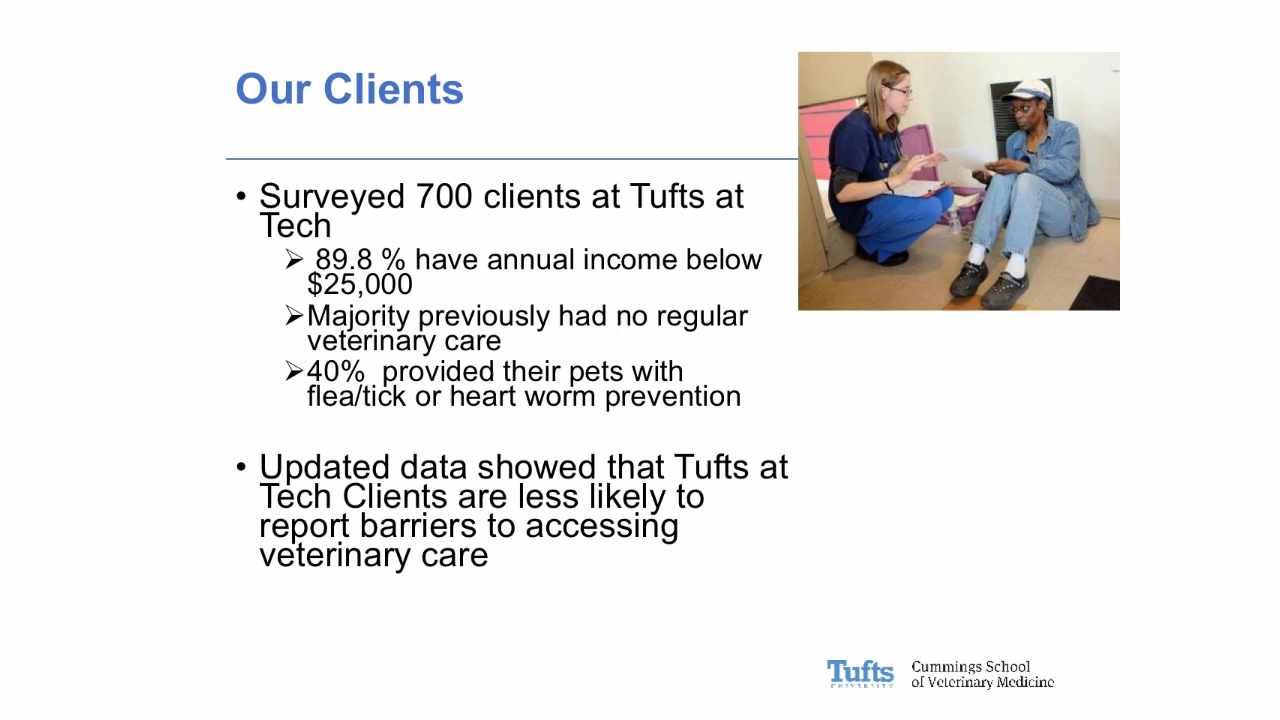 Our Clients
• Surveyed 700 clients at Tufts at
Tech
➢ 89.8 % have annual income below
$25,000
➢Majority previously had no regular
veterinary care
➢40%  provided their pets with
flea/tick or heart worm prevention
• Updated data showed that Tufts at
Tech Clients are less likely to
report barriers to accessing
veterinary care
Tufts
UNIVERSITY
Cummings School
of Veterinary Medicine